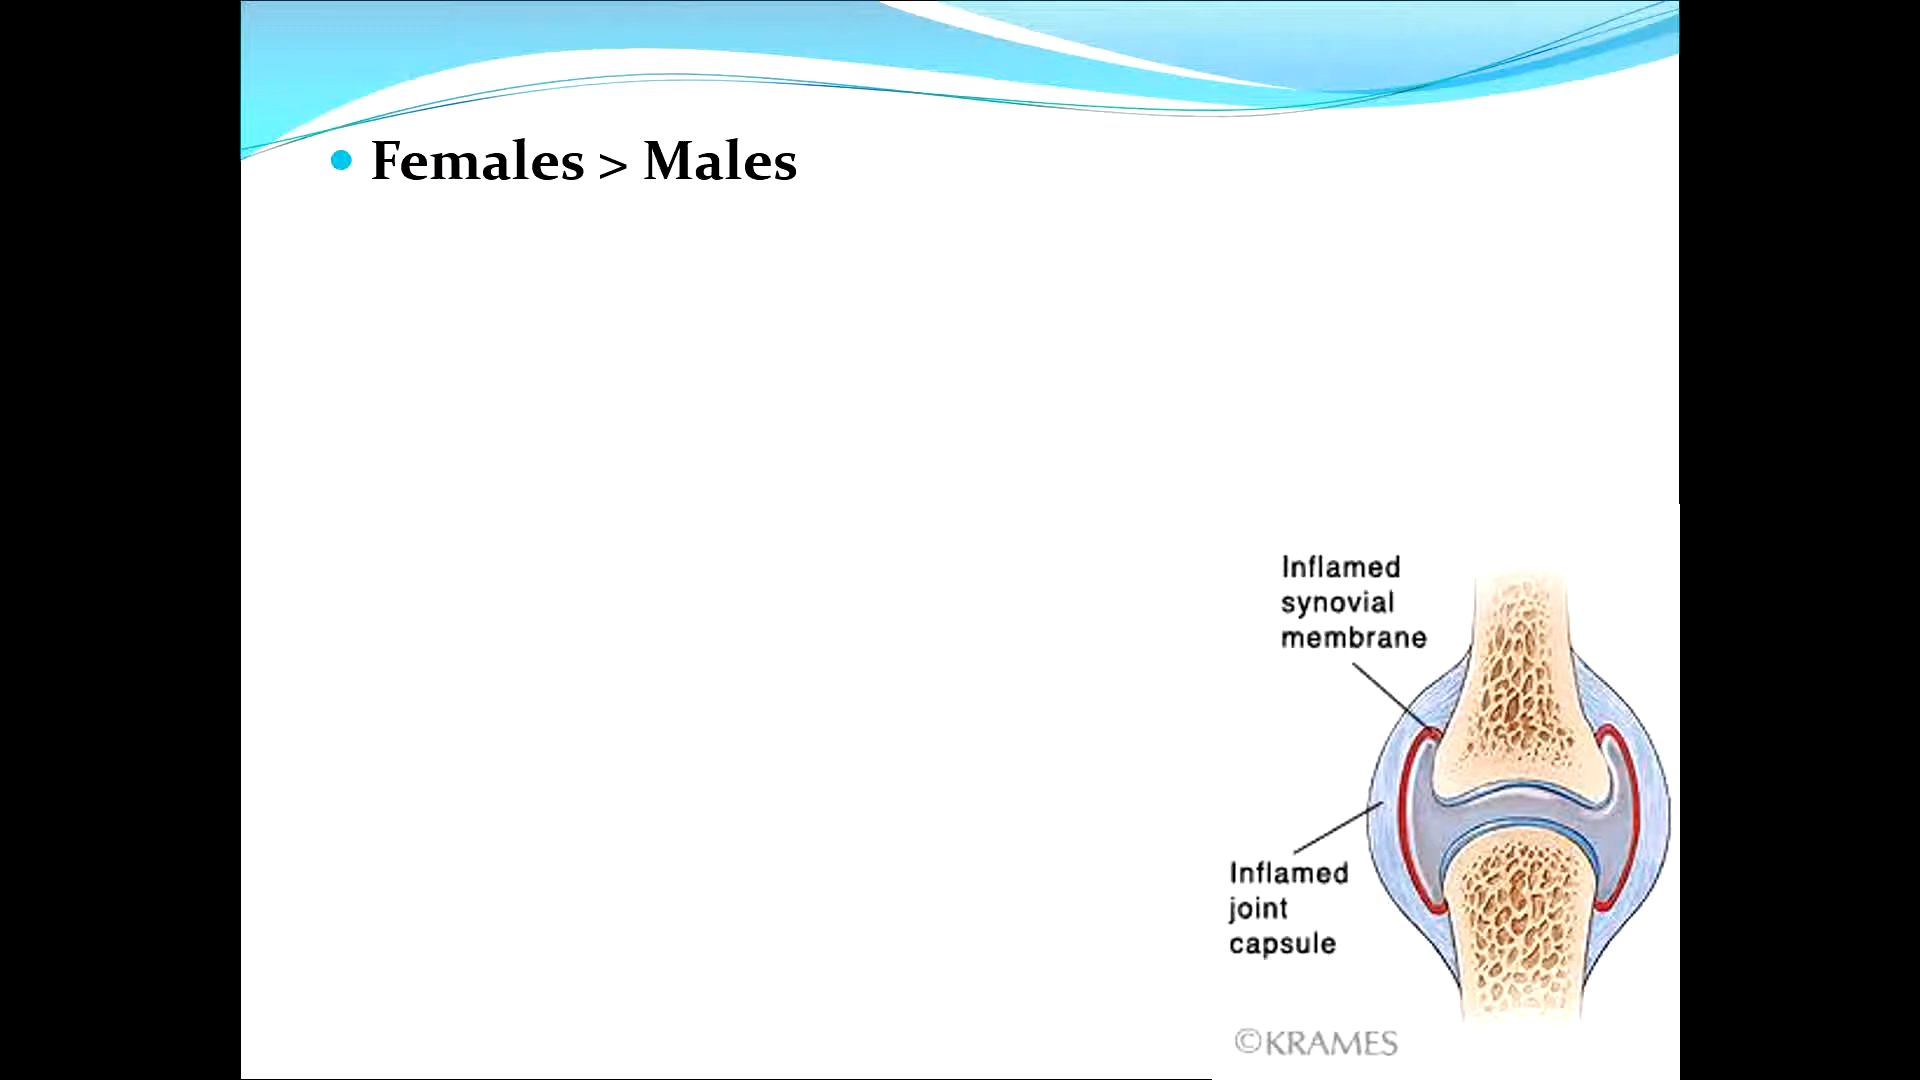 Females > Males
Inflamed
synovial
membrane
Inflamed
joint
capsule
©KRAMES